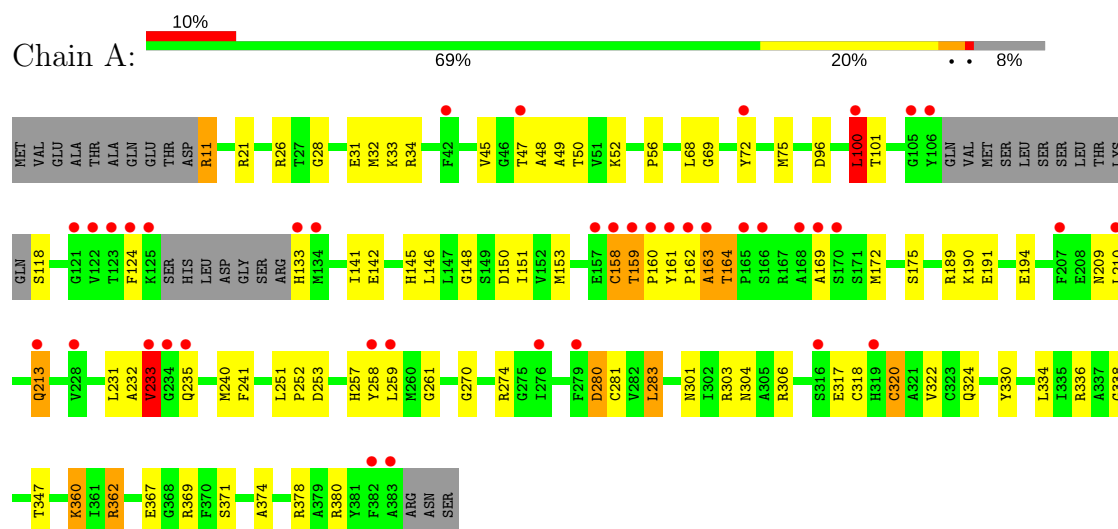 10%
Chain A:
69% 20% • • 8%
MET VAL GLU ALA THR ALA GLN GLU THR ASP R11 R21 R26 T27 G28 E31 M32 K33 R34 F42 V45 G46 T47 A48 A49 T50 V51 K52 P56 L68 G69 Y72 M75 D96 L100 T101 G105 Y106 GLN VAL MET SER LEU SER SER LEU THR LYS
GLN S118 G121 V122 T123 F124 K125 SER HIS LEU ASP GLY SER ARG H133 M134 I141 E142 H145 L146 L147 G148 S149 D150 I151 V152 M153 E157 C158 T159 P160 Y161 P162 A163 T164 P165 S166 R167 A168 A169 S170 S171 M172 S175 R189 K190 E191 E194 F207 E208 N209 L210
Q213 V228 L231 A232 V233 G234 Q235 M240 F241 L251 P252 D253 H257 Y258 L259 M260 G261 G270 R274 G275 I276 F279 D280 C281 V282 L283 N301 I302 R303 N304 A305 R306 S316 E317 C318 H319 C320 A321 V322 C323 Q324 Y330 L334 I335 R336 A337 G338
T347 K360 I361 R362 E367 G368 R369 F370 S371 A374 R378 A379 R380 Y381 F382 A383 ARG ASN SER